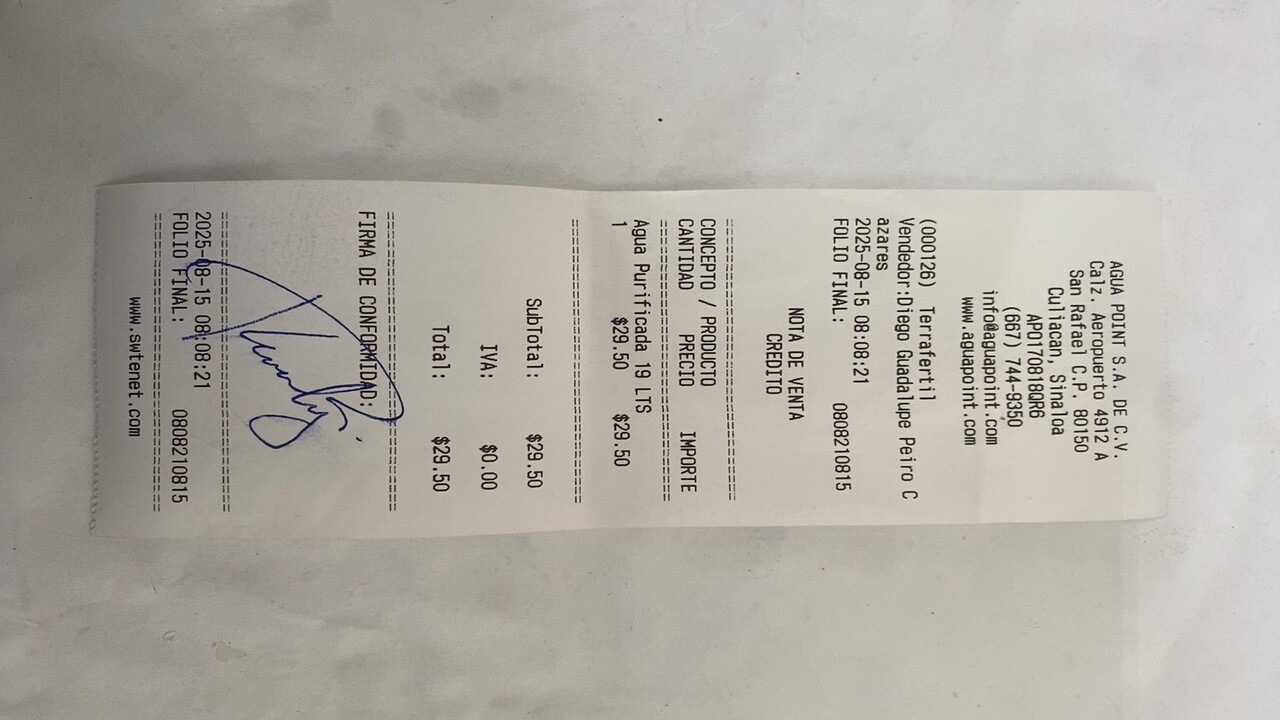 AGUA POINT S.A. DE C.V.
Calz. Aeropuerto 4912 A
San Rafael C.P. 80150
Culiacan, Sinaloa
APO170818QR6
(667) 744-9350
info@aguapoint.com
www.aguapoint.com
(000126) Terrafertil
Vendedor:Diego Guadalupe Peiro C
azares
2025-08-15 08:08:21
FOLIO FINAL: 0808210815
NOTA DE VENTA
CREDITO
================================
CONCEPTO / PRODUCTO
CANTIDAD PRECIO IMPORTE
================================
Agua Purificada 19 LTS
1 $29.50 $29.50
================================
SubTotal: $29.50
IVA: $0.00
Total: $29.50
================================
FIRMA DE CONFORMIDAD:
================================
2025-08-15 08:08:21
FOLIO FINAL: 0808210815
================================
www.swtenet.com